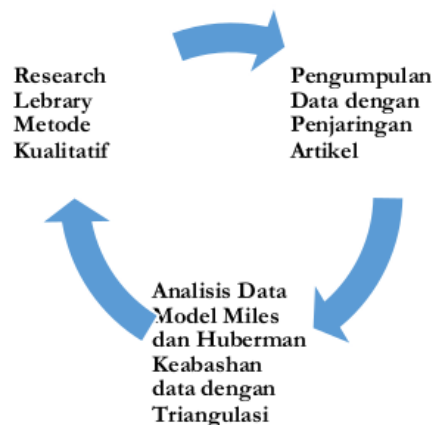 Research
Lebrary
Metode
Kualitatif
Pengumpulan
Data dengan
Penjaringan
Artikel
Analisis Data
Model Miles
dan Huberman
Keabashan
data dengan
Triangulasi